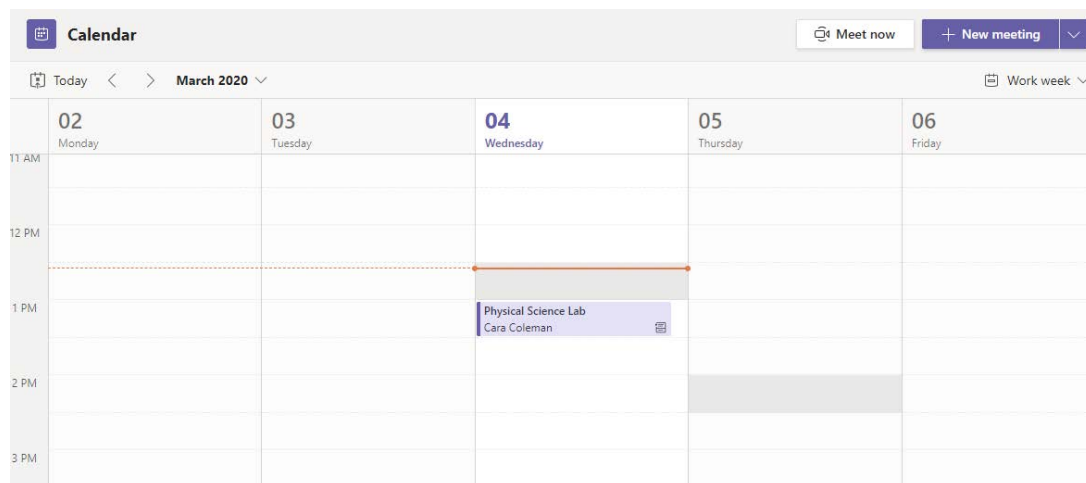 Calendar
Meet now
New meeting
Today
March 2020
Work week
02
03
04
05
06
Monday
Tuesday
Wednesday
Thursday
Friday
11 AM
12 PM
1 PM
Physical Science Lab
Cara Coleman
2 PM
3 PM